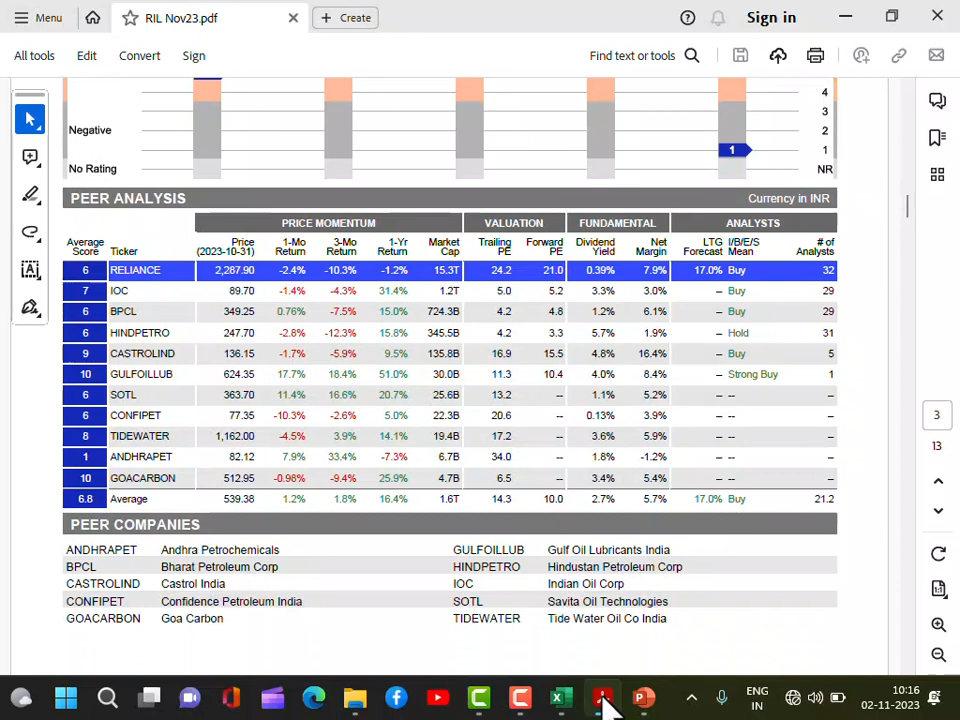 Menu
RIL Nov23.pdf
Create
Sign in
All tools Edit Convert Sign Find text or tools
4
3
Negative 2
1 1
No Rating NR
PEER ANALYSIS Currency in INR
PRICE MOMENTUM VALUATION FUNDAMENTAL ANALYSTS
Average Score Ticker Price (2023-10-31) 1-Mo Return 3-Mo Return 1-Yr Return Market Cap Trailing PE Forward PE Dividend Yield Net Margin LTG Forecast I/B/E/S Mean # of Analysts
6 RELIANCE 2,287.90 -2.4% -10.3% -1.2% 15.3T 24.2 21.0 0.39% 7.9% 17.0% Buy 32
7 IOC 89.70 -1.4% -4.3% 31.4% 1.2T 5.0 5.2 3.3% 3.0% -- Buy 29
6 BPCL 349.25 0.76% -7.5% 15.0% 724.3B 4.2 4.8 1.2% 6.1% -- Buy 29
6 HINDPETRO 247.70 -2.8% -12.3% 15.8% 345.5B 4.2 3.3 5.7% 1.9% -- Hold 31
9 CASTROLIND 136.15 -1.7% -5.9% 9.5% 135.8B 16.9 15.5 4.8% 16.4% -- Buy 5
10 GULFOILLUB 624.35 17.7% 18.4% 51.0% 30.0B 11.3 10.4 4.0% 8.4% -- Strong Buy 1
6 SOTL 363.70 11.4% 16.6% 20.7% 25.6B 13.2 -- 1.1% 5.2% -- -- --
6 CONFIPET 77.35 -10.3% -2.6% 5.0% 22.3B 20.6 -- 0.13% 3.9% -- -- --
8 TIDEWATER 1,162.00 -4.5% 3.9% 14.1% 19.4B 17.2 -- 3.6% 5.9% -- -- --
1 ANDHRAPET 82.12 7.9% 33.4% -7.3% 6.7B 34.0 -- 1.8% -1.2% -- -- --
10 GOACARBON 512.95 -0.98% -9.4% 25.9% 4.7B 6.5 -- 3.4% 5.4% -- -- --
6.8 Average 539.38 1.2% 1.8% 16.4% 1.6T 14.3 10.0 2.7% 5.7% 17.0% Buy 21.2
PEER COMPANIES
ANDHRAPET Andhra Petrochemicals GULFOILLUB Gulf Oil Lubricants India
BPCL Bharat Petroleum Corp HINDPETRO Hindustan Petroleum Corp
CASTROLIND Castrol India IOC Indian Oil Corp
CONFIPET Confidence Petroleum India SOTL Savita Oil Technologies
GOACARBON Goa Carbon TIDEWATER Tide Water Oil Co India
3
13
ENG
IN
10:16
02-11-2023